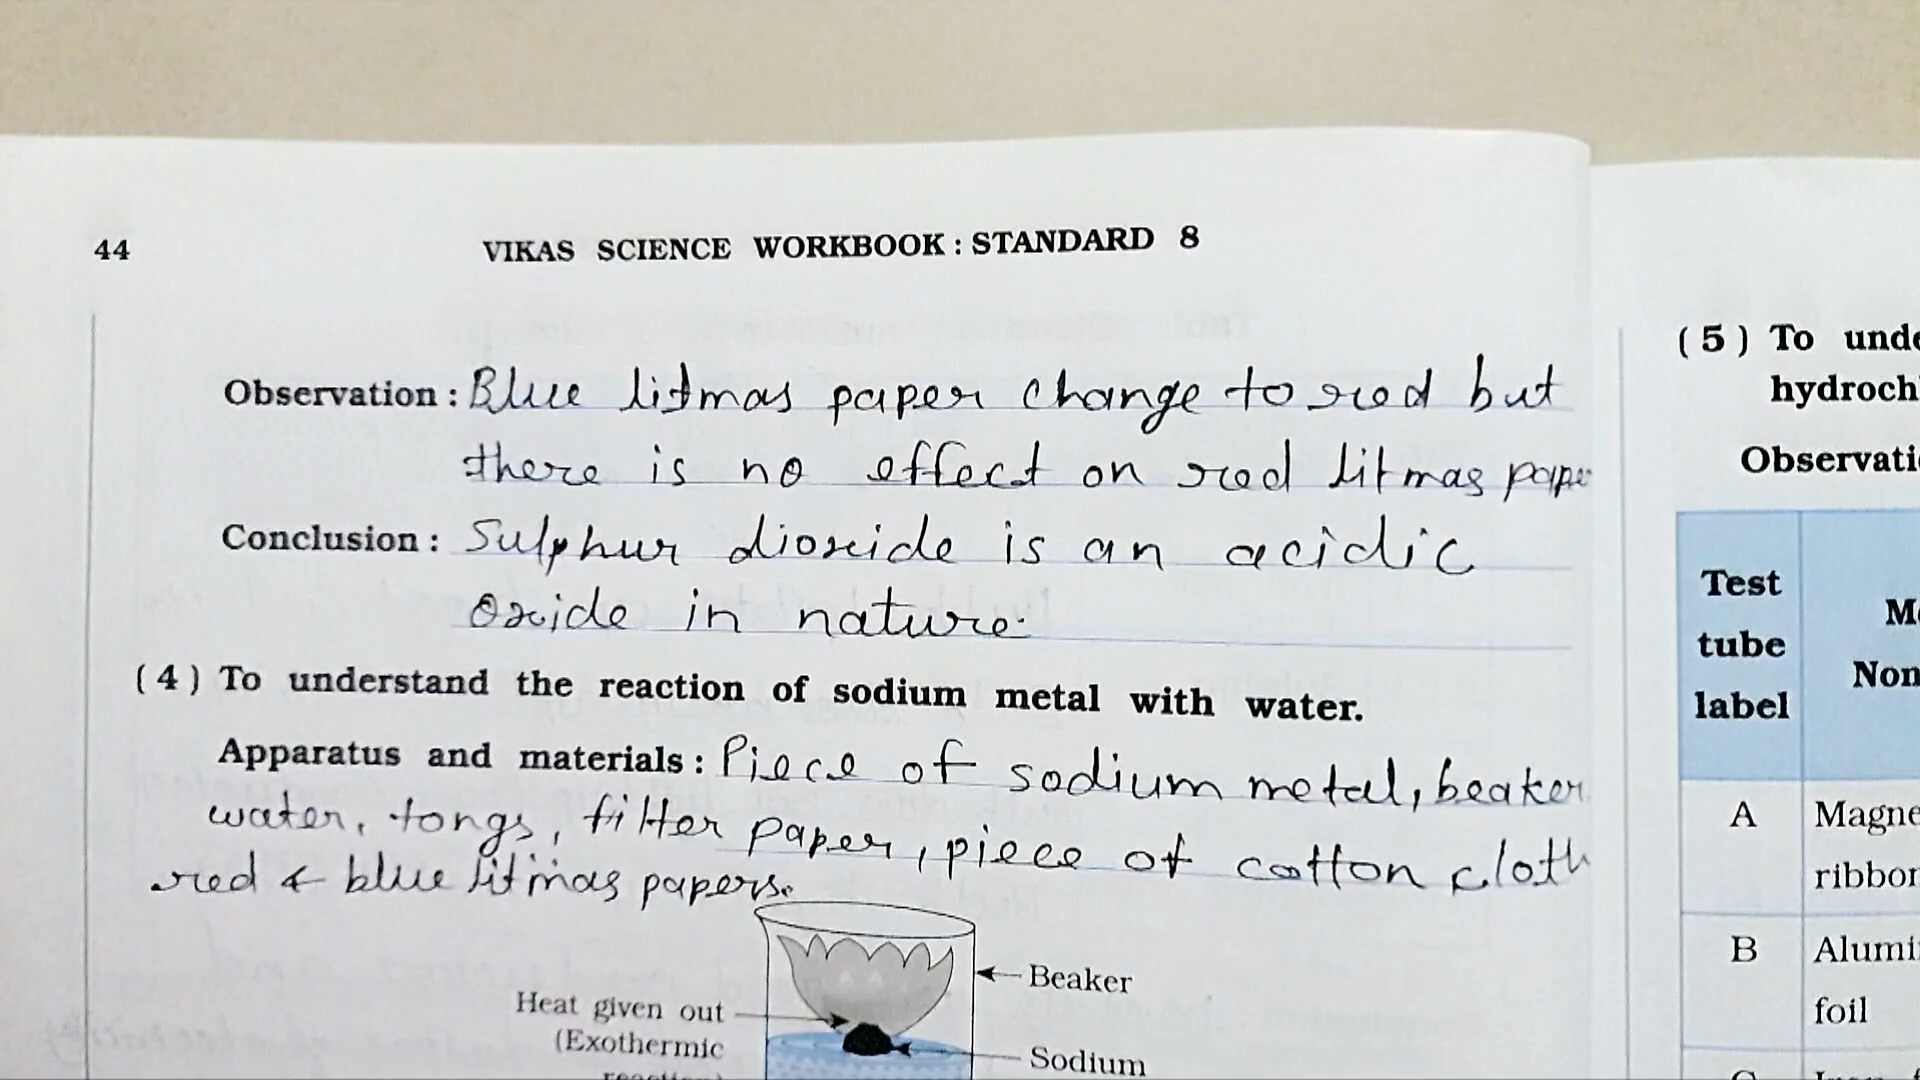 44
VIKAS SCIENCE WORKBOOK : STANDARD 8
Observation : Blue litmas paper change to red but
there is no effect on red litmas pape
Conclusion : Sulphur dioxide is an acidic
oxide in nature.
(4) To understand the reaction of sodium metal with water.
Apparatus and materials : Piece of sodium metal, beaker
water, tongs, filter paper, piece of cotton cloth
red & blue litmas papers.
Heat given out
(Exothermic
Beaker
Sodium
(5) To unde
hydroch
Observati
Test
tube
label
Non
A
Magne
ribbon
B
Alumi
foil